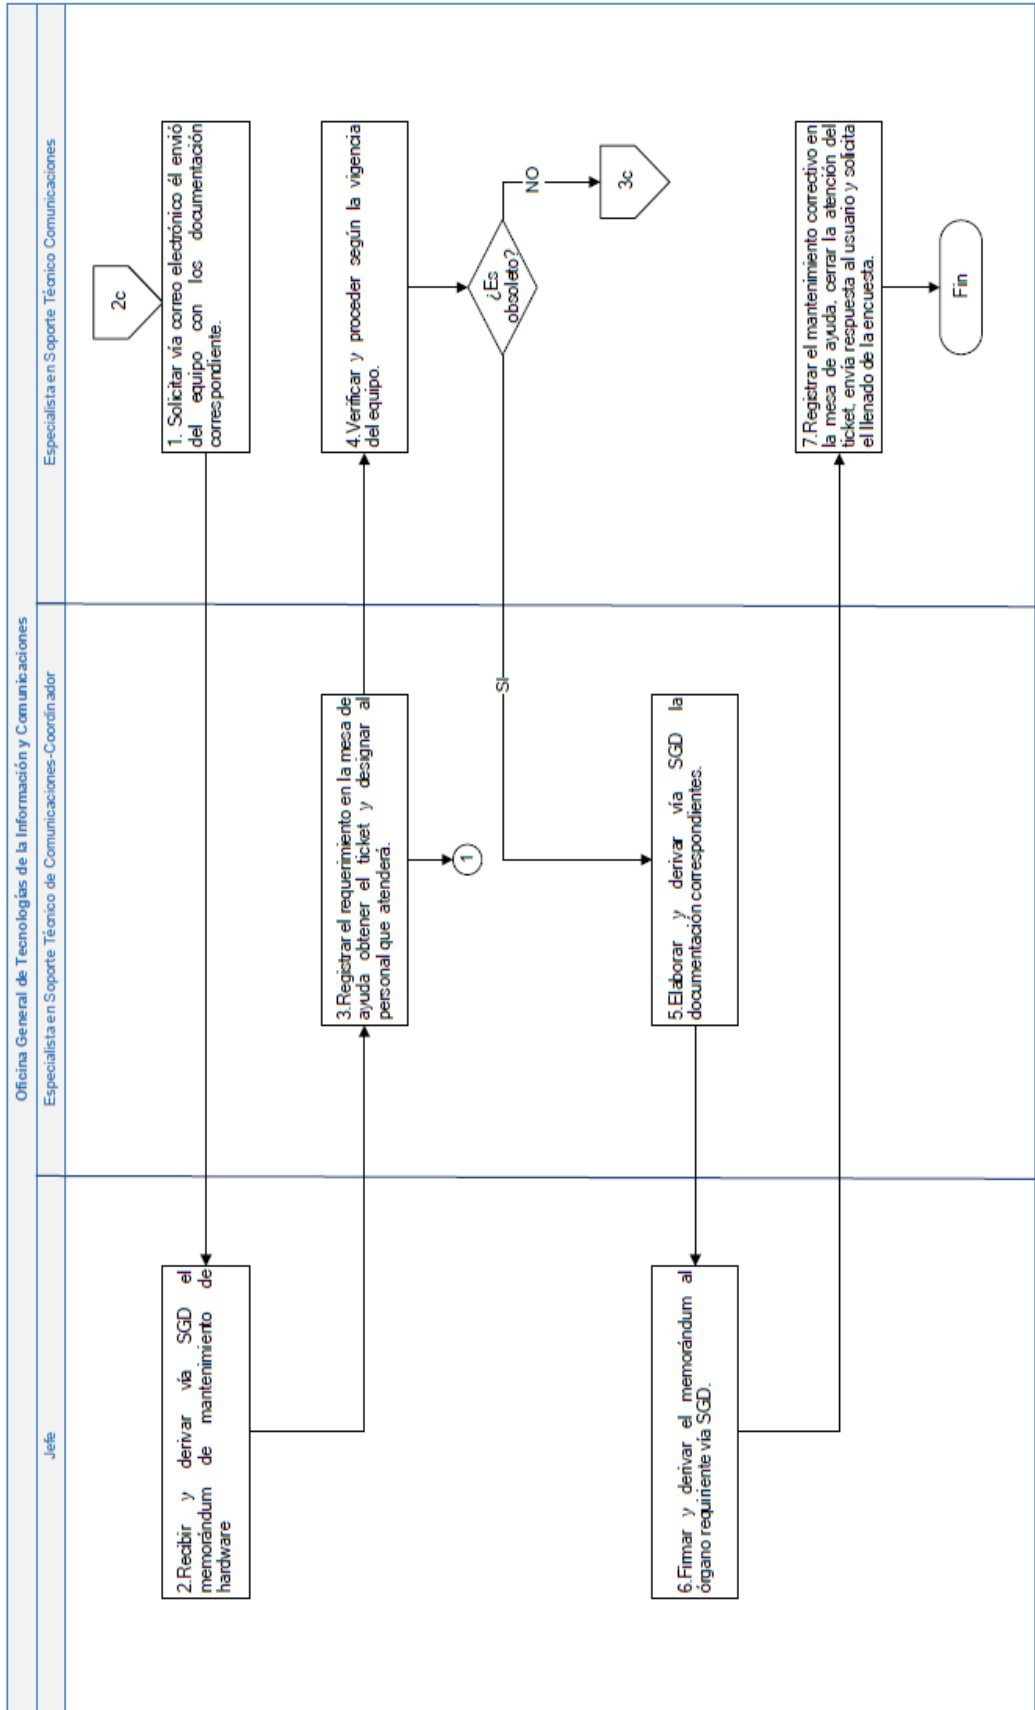 Oficina General de Tecnologías de la Información y Comunicaciones
Jefe
Especialista en Soporte Técnico de Comunicaciones-Coordinador
Especialista en Soporte Técnico Comunicaciones
2c
1. Solicitar vía correo electrónico él envió
del equipo con los documentación
correspondiente.
2.Recibir y derivar vía SGD el
memorándum de mantenimiento de
hardware
3.Registrar el requerimiento en la mesa de
ayuda obtener el ticket y designar al
personal que atenderá.
1
4.Verificar y proceder según la vigencia
del equipo.
¿Es
obsoleto?
NO
3c
SI
5.Elaborar y derivar vía SGD la
documentación correspondientes.
6.Firmar y derivar el memorándum al
órgano requiriente vía SGD.
7.Registrar el mantenimiento correctivo en
la mesa de ayuda, cerrar la atención del
ticket, envía respuesta al usuario y solicita
el llenado de la encuesta.
Fin